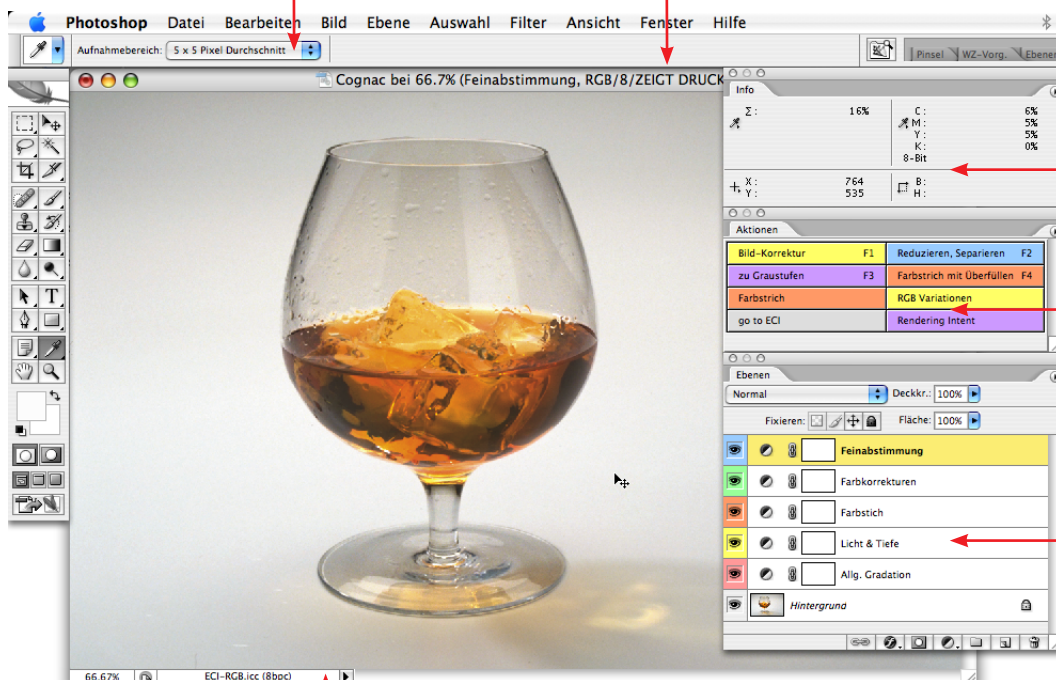 Photoshop Datei Bearbeiten Bild Ebene Auswahl Filter Ansicht Fenster Hilfe
Aufnahmebereich: 5 x 5 Pixel Durchschnitt
Pinsel WZ-Vorg. Ebenen
Cognac bei 66.7% (Feinabstimmung, RGB/8/ZEIGT DRUCK
Info
Σ: 16%
C: 6%
M: 5%
Y: 5%
K: 0%
8-Bit
X: 764
Y: 535
B:
H:
Aktionen
Bild-Korrektur F1
Reduzieren, Separieren F2
zu Graustufen F3
Farbstrich mit Überfüllen F4
Farbstrich
RGB Variationen
go to ECI
Rendering Intent
Ebenen
Normal Deckkr.: 100%
Fixieren: Fläche: 100%
Feinabstimmung
Farbkorrekturen
Farbstich
Licht & Tiefe
Allg. Gradation
Hintergrund
66.67% ECI-RGB.icc (8bpc)